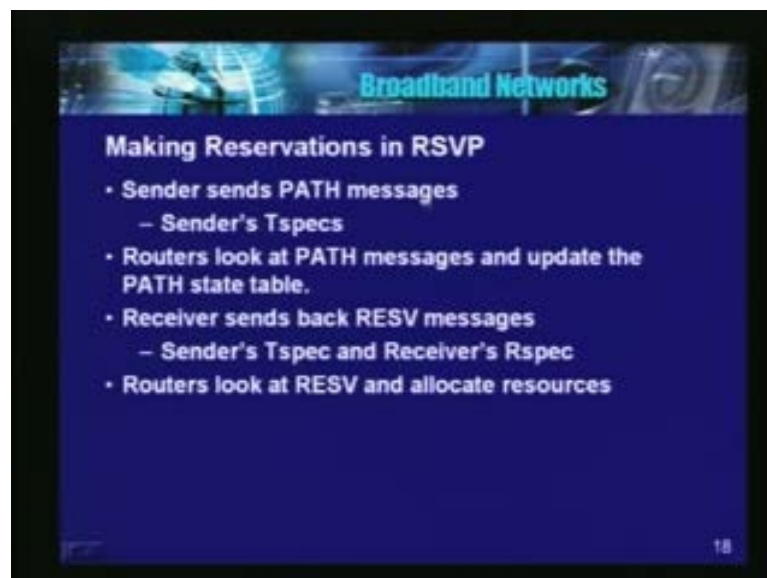 Broadband Networks
Making Reservations in RSVP
• Sender sends PATH messages
– Sender's Tspecs
• Routers look at PATH messages and update the
PATH state table.
• Receiver sends back RESV messages
– Sender's Tspec and Receiver's Rspec
• Routers look at RESV and allocate resources
18